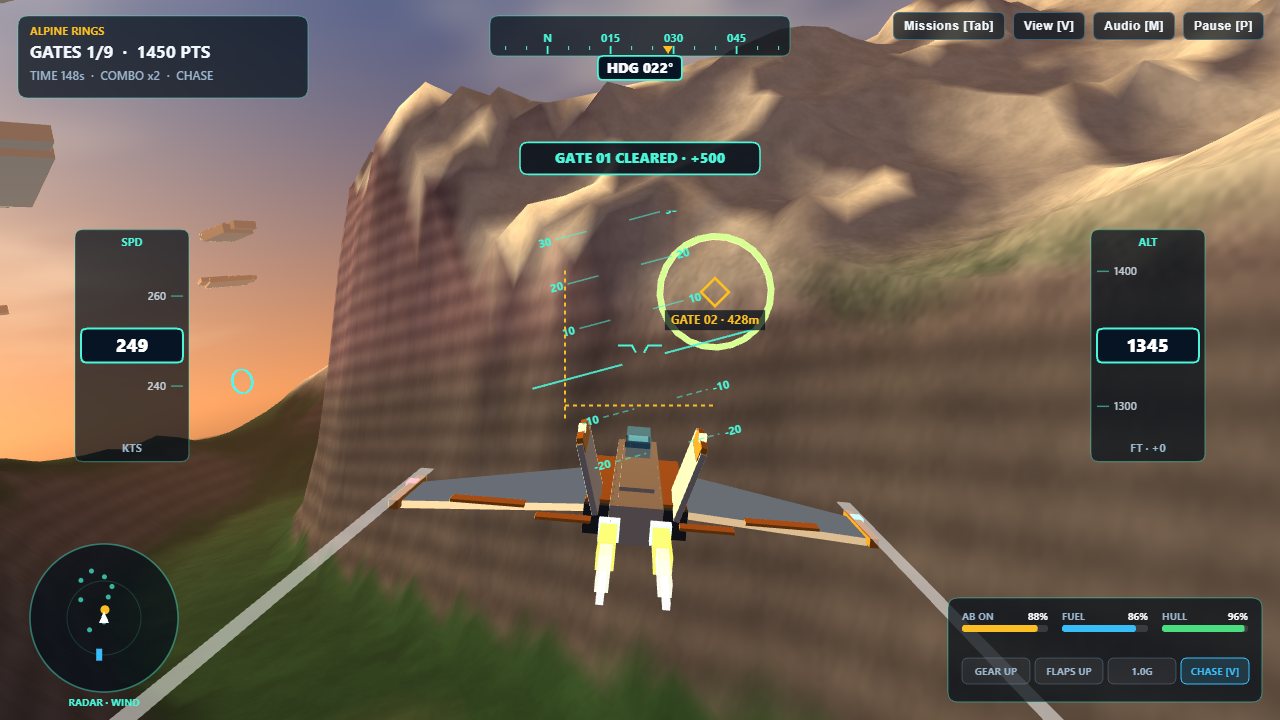 ALPINE RINGS
GATES 1/9 · 1450 PTS
TIME 148s · COMBO x2 · CHASE
N 015 030 045
HDG 022°
Missions [Tab]
View [V]
Audio [M]
Pause [P]
GATE 01 CLEARED · +500
SPD
260
249
240
KTS
ALT
1400
1345
1300
FT · +0
30
20
20
10
10
GATE 02 · 428m
-10
10
-20
-20
RADAR · WIND
AB ON 88%
FUEL 86%
HULL 96%
GEAR UP
FLAPS UP
1.0G
CHASE [V]